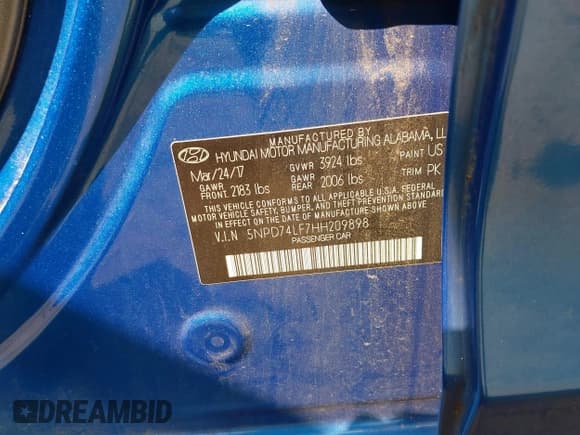 MANUFACTURED BY
HYUNDAI MOTOR MANUFACTURING ALABAMA, LL
Mar/24/17 GVWR 3924 lbs PAINT US
GAWR FRONT 2183 lbs GAWR REAR 2006 lbs TRIM PK
THIS VEHICLE CONFORMS TO ALL APPLICABLE U.S.A. FEDERAL
MOTOR VEHICLE SAFETY, BUMPER, AND THEFT PREVENTION STANDARD
IN EFFECT ON THE DATE OF MANUFACTURE SHOWN ABOVE.
V.I.N 5NPD74LF7HH209898
PASSENGER CAR
DREAMBID